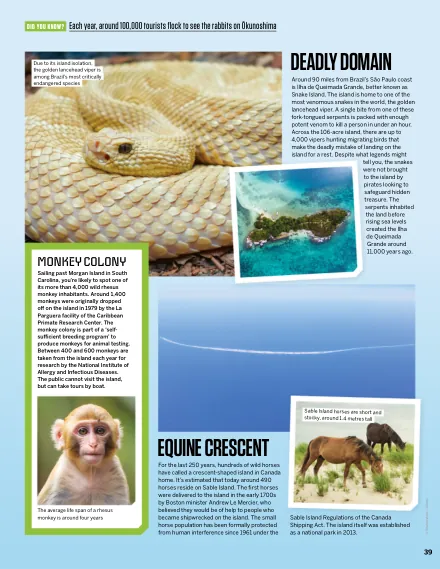 DID YOU KNOW? Each year, around 100,000 tourists flock to see the rabbits on Ōkunoshima
Due to its island isolation,
the golden lancehead viper is
among Brazil's most critically
endangered species
DEADLY DOMAIN
Around 90 miles from Brazil's São Paulo coast
is Ilha de Queimada Grande, better known as
Snake Island. The island is home to one of the
most venomous snakes in the world, the golden
lancehead viper. A single bite from one of these
fork-tongued serpents is packed with enough
potent venom to kill a person in under an hour.
Across the 106-acre island, there are up to
4,000 vipers hunting migrating birds that
make the deadly mistake of landing on the
island for a rest. Despite what legends might
tell you, the snakes
were not brought
to the island by
pirates looking to
safeguard hidden
treasure. The
serpents inhabited
the land before
rising sea levels
created the Ilha
de Queimada
Grande around
11,000 years ago.
MONKEY COLONY
Sailing past Morgan Island in South
Carolina, you're likely to spot one
of its more than 4,000 wild rhesus
monkey inhabitants. Around 1,400
monkeys were originally dropped
off on the island in 1979 by the La
Parguera facility of the Caribbean
Primate Research Center. The
monkey colony is part of a 'self-
sufficient breeding program' to
produce monkeys for animal testing.
Between 400 and 600 monkeys are
taken from the island each year for
research by the National Institute of
Allergy and Infectious Diseases.
The public cannot visit the island,
but can take tours by boat.
The average life span of a rhesus
monkey is around four years
EQUINE CRESCENT
For the last 250 years, hundreds of wild horses
have called a crescent-shaped island in Canada
home. It's estimated that today around 490
horses reside on Sable Island. The first horses
were delivered to the island in the early 1700s
by Boston minister Andrew Le Mercier, who
believed they would be of help to people who
became shipwrecked on the island. The small
horse population has been formally protected
from human interference since 1961 under the
Sable Island horses are short and
stocky, around 1.4 metres tall
Sable Island Regulations of the Canada
Shipping Act. The island itself was established
as a national park in 2013.
39